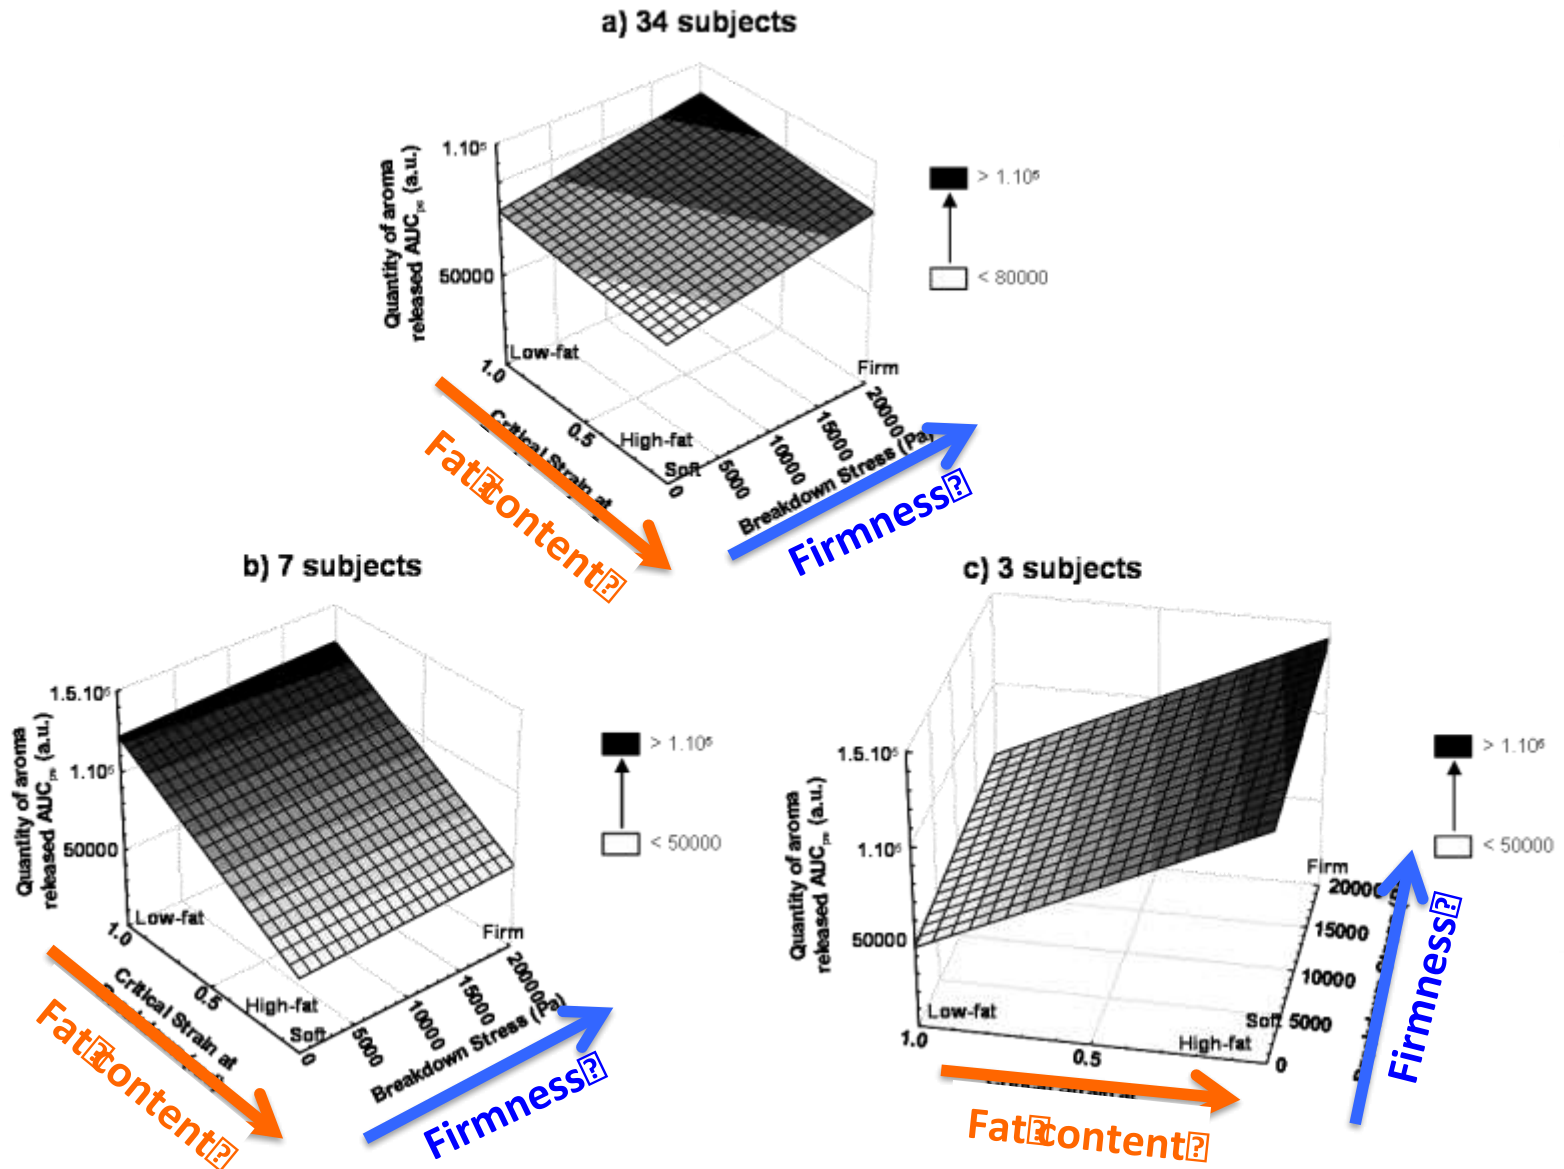 a) 34 subjects
Quantity of aroma
released AUC (a.u.)
1.10⁵
50000
> 1.10⁵
< 80000
Low-fat
High-fat
Soft
Firm
1.0
0.5
0
5000
10000
15000
20000
Critical Strain at
Breakdown Stress (Pa)
Fat content
Firmness
b) 7 subjects
Quantity of aroma
released AUC (a.u.)
1.5.10⁵
1.10⁵
50000
> 1.10⁵
< 50000
Low-fat
High-fat
Soft
Firm
1.0
0.5
0
5000
10000
15000
20000
Critical Strain at
Breakdown Stress (Pa)
Fat content
Firmness
c) 3 subjects
Quantity of aroma
released AUC (a.u.)
1.5.10⁵
1.10⁵
50000
> 1.10⁵
< 50000
Low-fat
High-fat
Soft
Firm
1.0
0.5
0
5000
10000
15000
20000
Fat content
Firmness